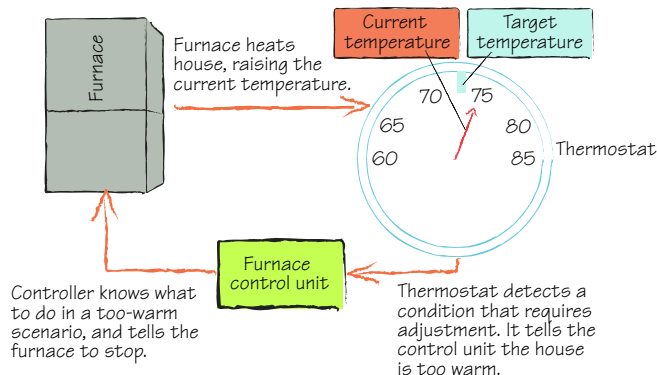 Furnace
Furnace heats
house, raising the
current temperature.
Current
temperature
Target
temperature
60
65
70
75
80
85
Thermostat
Furnace
control unit
Controller knows what
to do in a too-warm
scenario, and tells the
furnace to stop.
Thermostat detects a
condition that requires
adjustment. It tells the
control unit the house
is too warm.